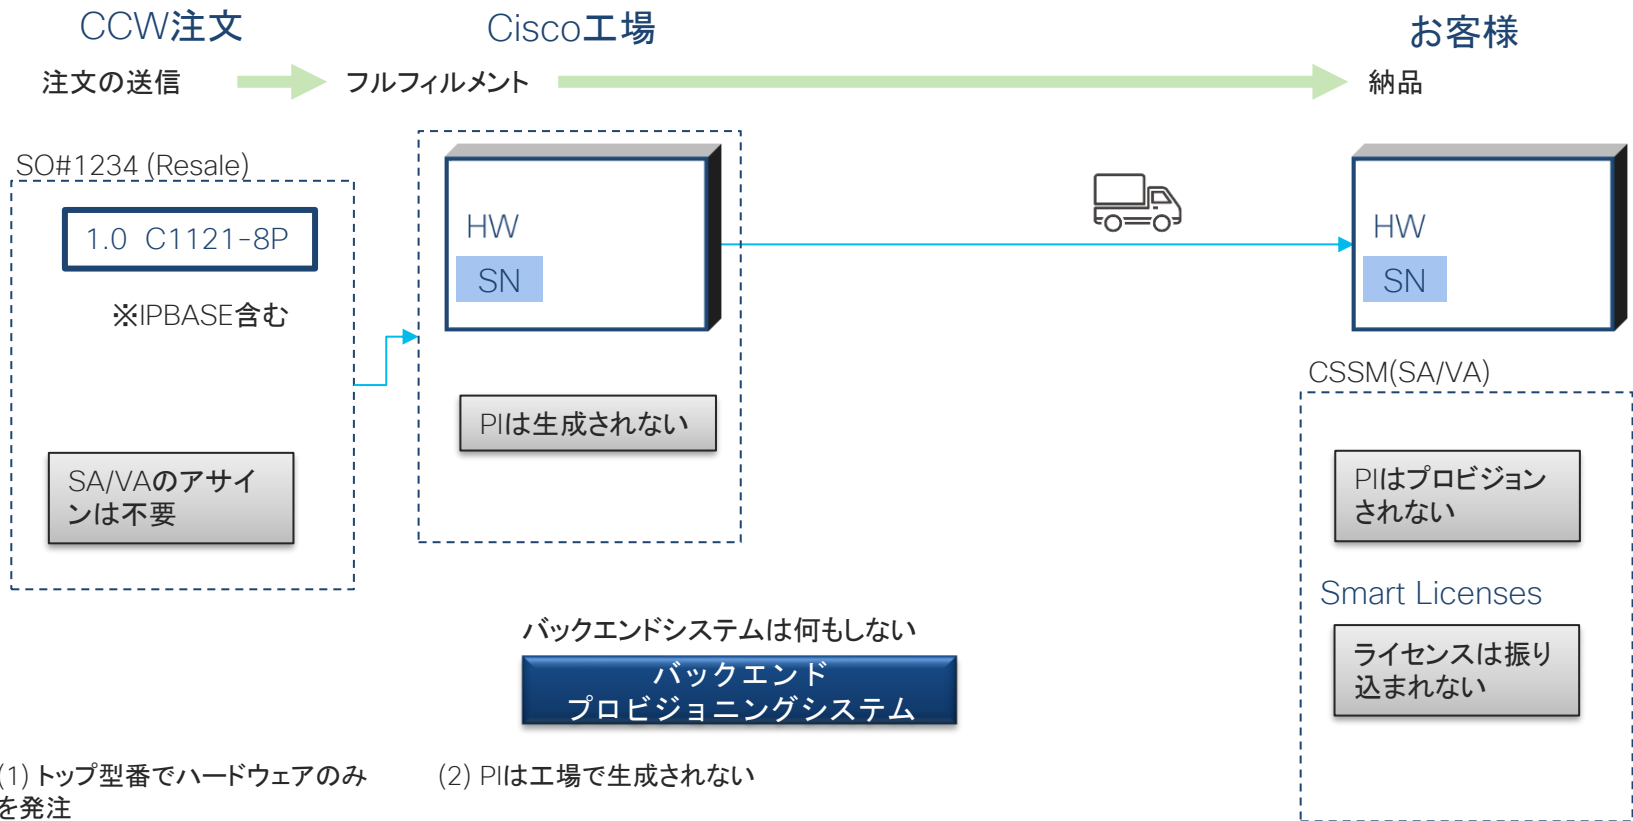 CCW注文
Cisco工場
お客様
注文の送信
フルフィルメント
納品
SO#1234 (Resale)
1.0 C1121-8P
※IPBASE含む
SA/VAのアサイ
ンは不要
HW
SN
PIは生成されない
HW
SN
CSSM(SA/VA)
PIはプロビジョン
されない
Smart Licenses
ライセンスは振り
込まれない
バックエンドシステムは何もしない
バックエンド
プロビジョニングシステム
(1) トップ型番でハードウェアのみ
を発注
(2) PIは工場で生成されない